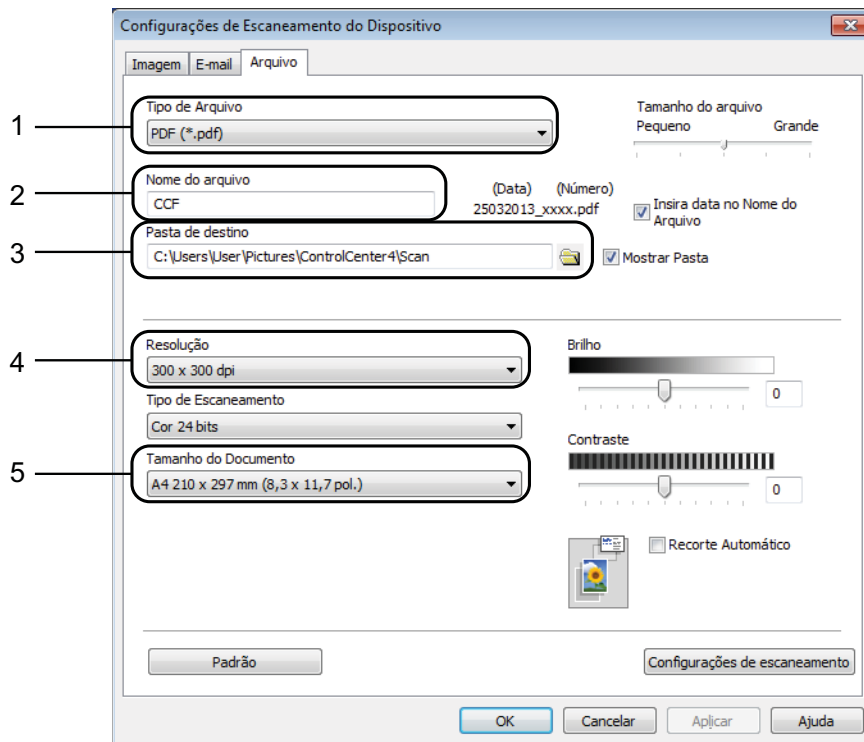 Configurações de Escaneamento do Dispositivo
Imagem E-mail Arquivo
1
Tipo de Arquivo
PDF (*.pdf)
Tamanho do arquivo
Pequeno Grande
2
Nome do arquivo
CCF
(Data) (Número)
25032013_xxxx.pdf
Insira data no Nome do
Arquivo
3
Pasta de destino
C:\Users\User\Pictures\ControlCenter4\Scan
Mostrar Pasta
4
Resolução
300 x 300 dpi
Brilho
0
Tipo de Escaneamento
Cor 24 bits
Contraste
0
5
Tamanho do Documento
A4 210 x 297 mm (8,3 x 11,7 pol.)
Recorte Automático
Padrão
Configurações de escaneamento
OK Cancelar Aplicar Ajuda